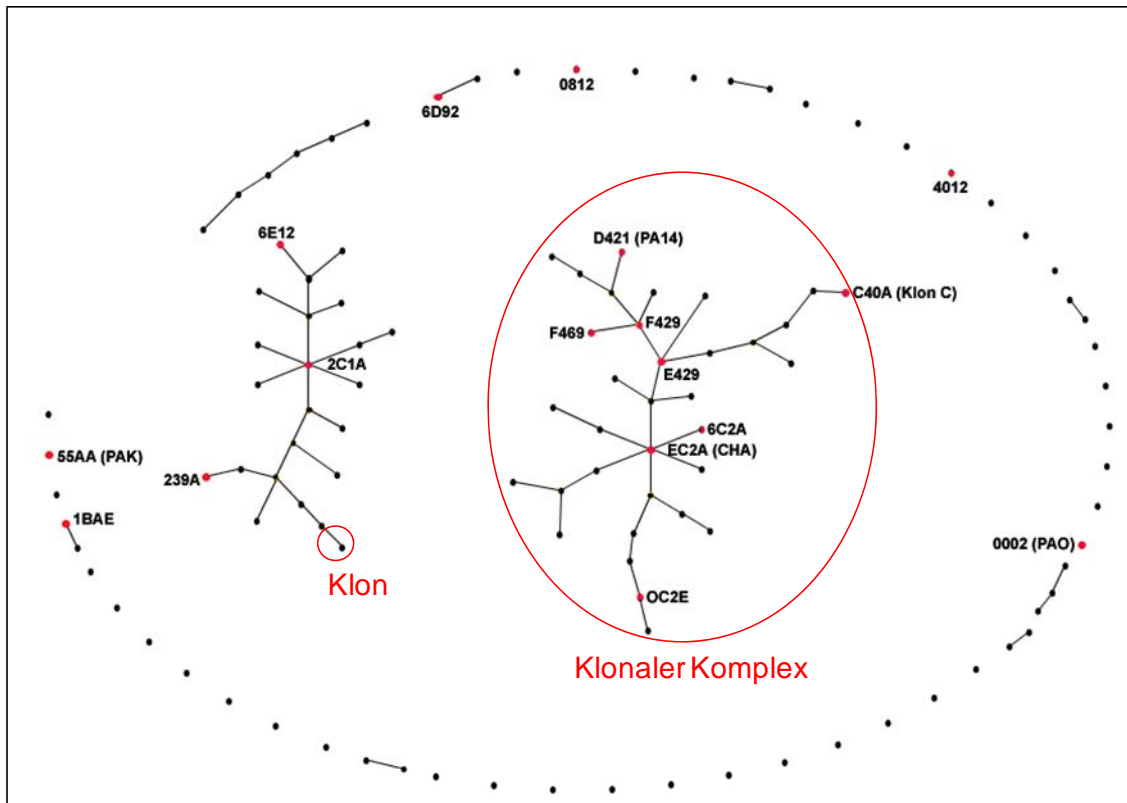 0812
6D92
4012
6E12
D421 (PA14)
C40A (Klon C)
F429
F469
2C1A
E429
6C2A
EC2A (CHA)
55AA (PAK)
239A
1BAE
0002 (PAO)
Klon
OC2E
Klonaler Komplex